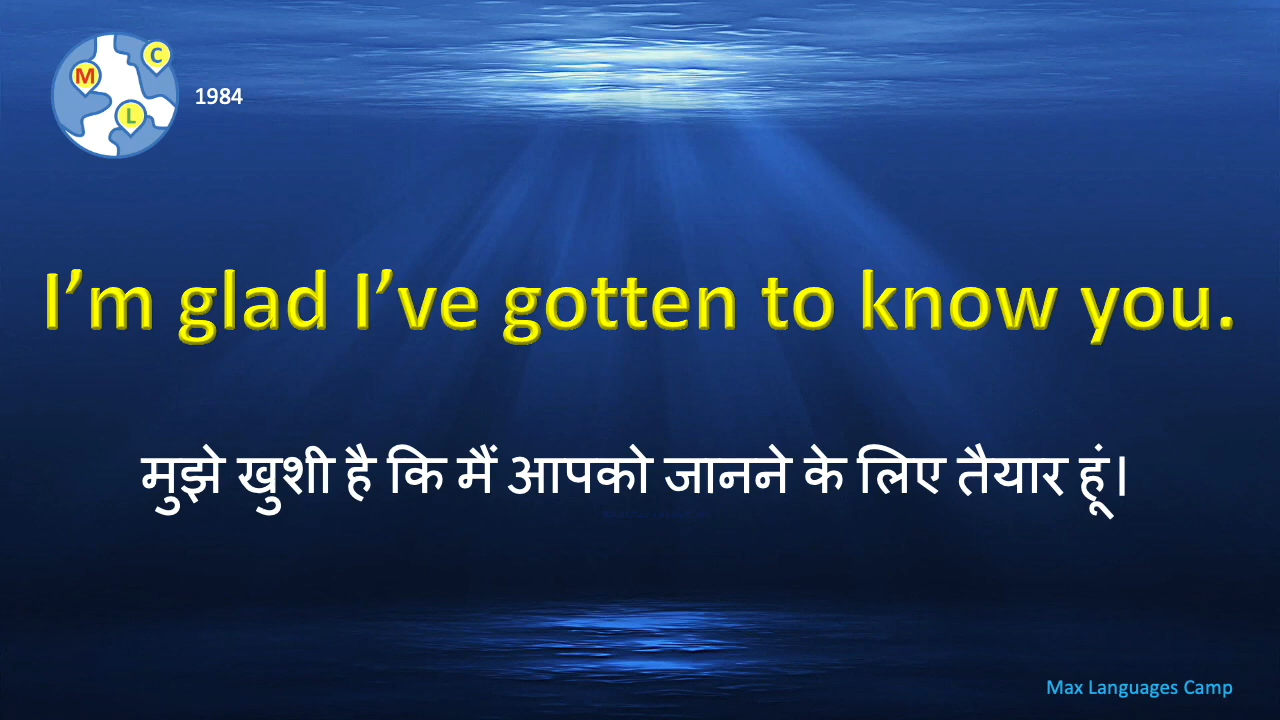 M
C
L
1984
I’m glad I’ve gotten to know you.
मुझे खुशी है कि मैं आपको जानने के लिए तैयार हूं।
Max Languages Camp